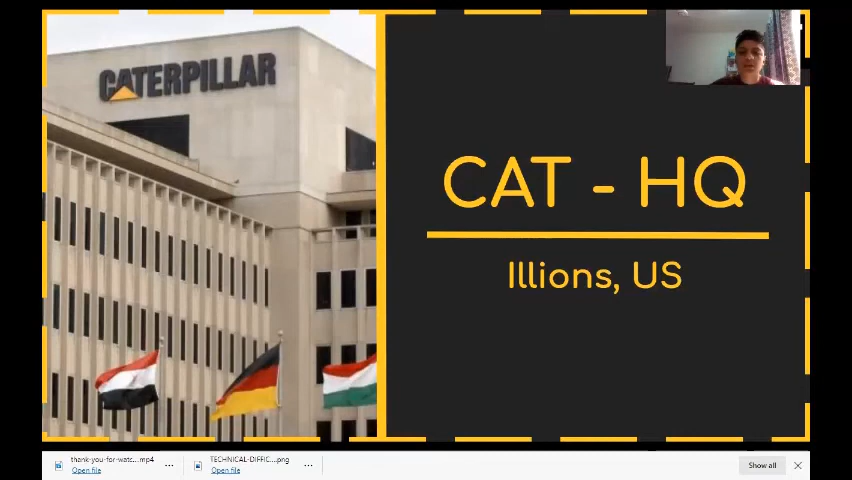 CATERPILLAR
CAT - HQ
Illions, US
thank-you-for-watc....mp4
Open file
TECHNICAL-DIFFIC....png
Open file
Show all